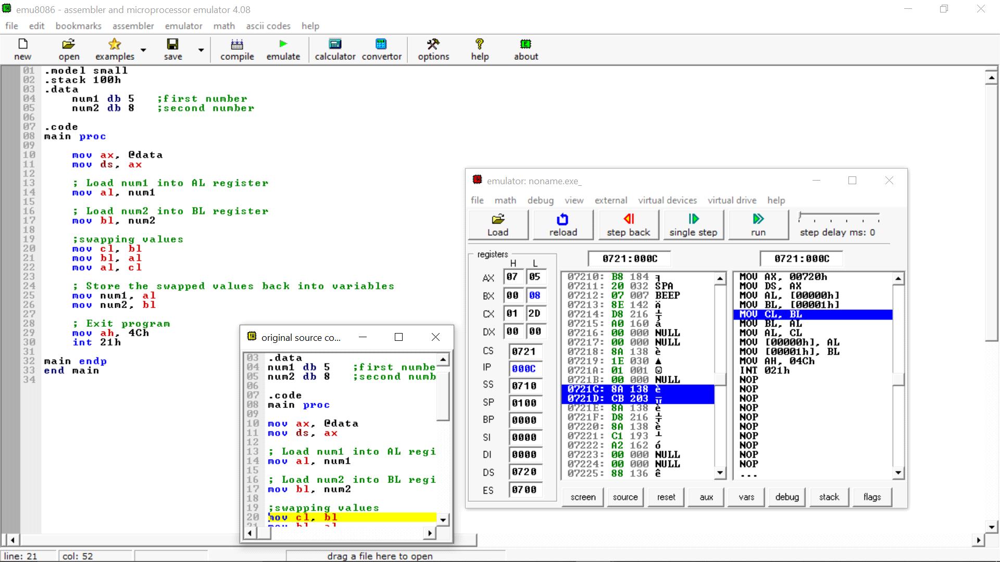 emu8086 - assembler and microprocessor emulator 4.08
file edit bookmarks assembler emulator math ascii codes help
new open examples save compile emulate calculator convertor options help about
01 .model small
02 .stack 100h
03 .data
04 num1 db 5 ;first number
05 num2 db 8 ;second number
06
07 .code
08 main proc
09
10 mov ax, @data
11 mov ds, ax
12
13 ; Load num1 into AL register
14 mov al, num1
15
16 ; Load num2 into BL register
17 mov bl, num2
18
19 ;swapping values
20 mov cl, bl
21 mov bl, al
22 mov al, cl
23
24 ; Store the swapped values back into variables
25 mov num1, al
26 mov num2, bl
27
28 ; Exit program
29 mov ah, 4Ch
30 int 21h
31
32 main endp
33 end main
34
original source co...
03 .data
04 num1 db 5 ;first numbe
05 num2 db 8 ;second numb
06
07 .code
08 main proc
09
10 mov ax, @data
11 mov ds, ax
12
13 ; Load num1 into AL regi
14 mov al, num1
15
16 ; Load num2 into BL regi
17 mov bl, num2
18
19 ;swapping values
20 mov cl, bl
21 mov bl, al
emulator: noname.exe_
file math debug view external virtual devices virtual drive help
Load reload step back single step run step delay ms: 0
registers
H L
AX 07 05
BX 00 08
CX 01 2D
DX 00 00
CS 0721
IP 000C
SS 0710
SP 0100
BP 0000
SI 0000
DI 0000
DS 0720
ES 0700
0721:000C
07210: B8 184 ╕
07211: 20 032 SPA
07212: 07 007 BEEP
07213: 8E 142 Ä
07214: D8 216 ╪
07215: A0 160 á
07216: 00 000 NULL
07217: 00 000 NULL
07218: 8A 138 è
07219: 1E 030 ▲
0721A: 01 001 ☺
0721B: 00 000 NULL
0721C: 8A 138 è
0721D: CB 203 ╦
0721E: 8A 138 è
0721F: D8 216 ╪
07220: 8A 138 è
07221: C1 193 ┴
07222: A2 162 ó
07223: 00 000 NULL
07224: 00 000 NULL
07225: 88 136 ê
0721:000C
MOV AX, 00720h
MOV DS, AX
MOV AL, [00000h]
MOV BL, [00001h]
MOV CL, BL
MOV BL, AL
MOV AL, CL
MOV [00000h], AL
MOV [00001h], BL
MOV AH, 04Ch
INT 021h
NOP
NOP
NOP
NOP
NOP
NOP
NOP
NOP
NOP
NOP
...
screen source reset aux vars debug stack flags
line: 21 col: 52 drag a file here to open